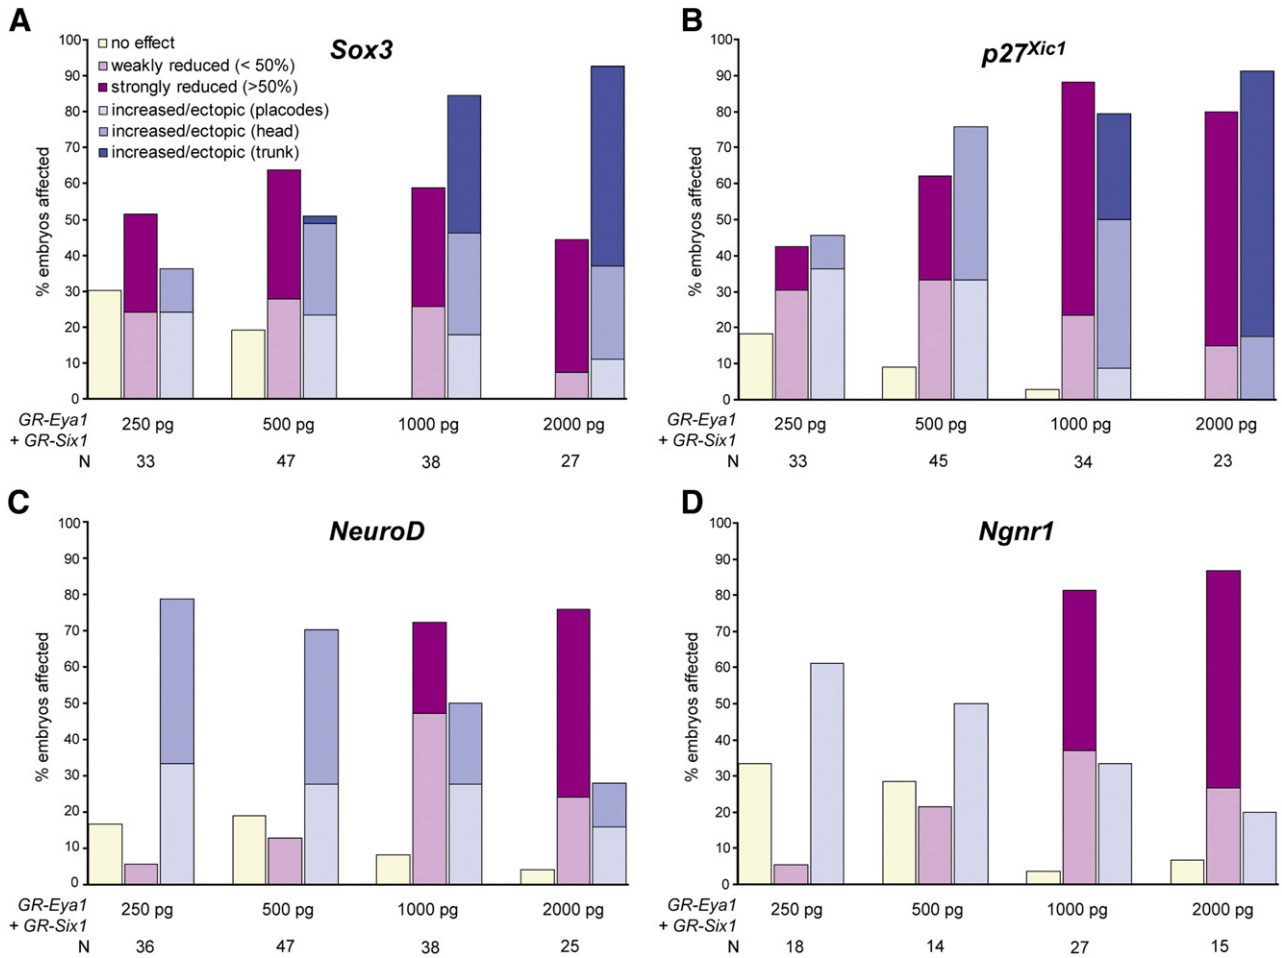 A
Sox3
no effect
weakly reduced (< 50%)
strongly reduced (>50%)
increased/ectopic (placodes)
increased/ectopic (head)
increased/ectopic (trunk)
% embryos affected
100
90
80
70
60
50
40
30
20
10
0
GR-Eya1
+ GR-Six1
250 pg 500 pg 1000 pg 2000 pg
N 33 47 38 27
B
p27Xic1
% embryos affected
100
90
80
70
60
50
40
30
20
10
0
GR-Eya1
+ GR-Six1
250 pg 500 pg 1000 pg 2000 pg
N 33 45 34 23
C
NeuroD
% embryos affected
100
90
80
70
60
50
40
30
20
10
0
GR-Eya1
+ GR-Six1
250 pg 500 pg 1000 pg 2000 pg
N 36 47 38 25
D
Ngnr1
% embryos affected
100
90
80
70
60
50
40
30
20
10
0
GR-Eya1
+ GR-Six1
250 pg 500 pg 1000 pg 2000 pg
N 18 14 27 15